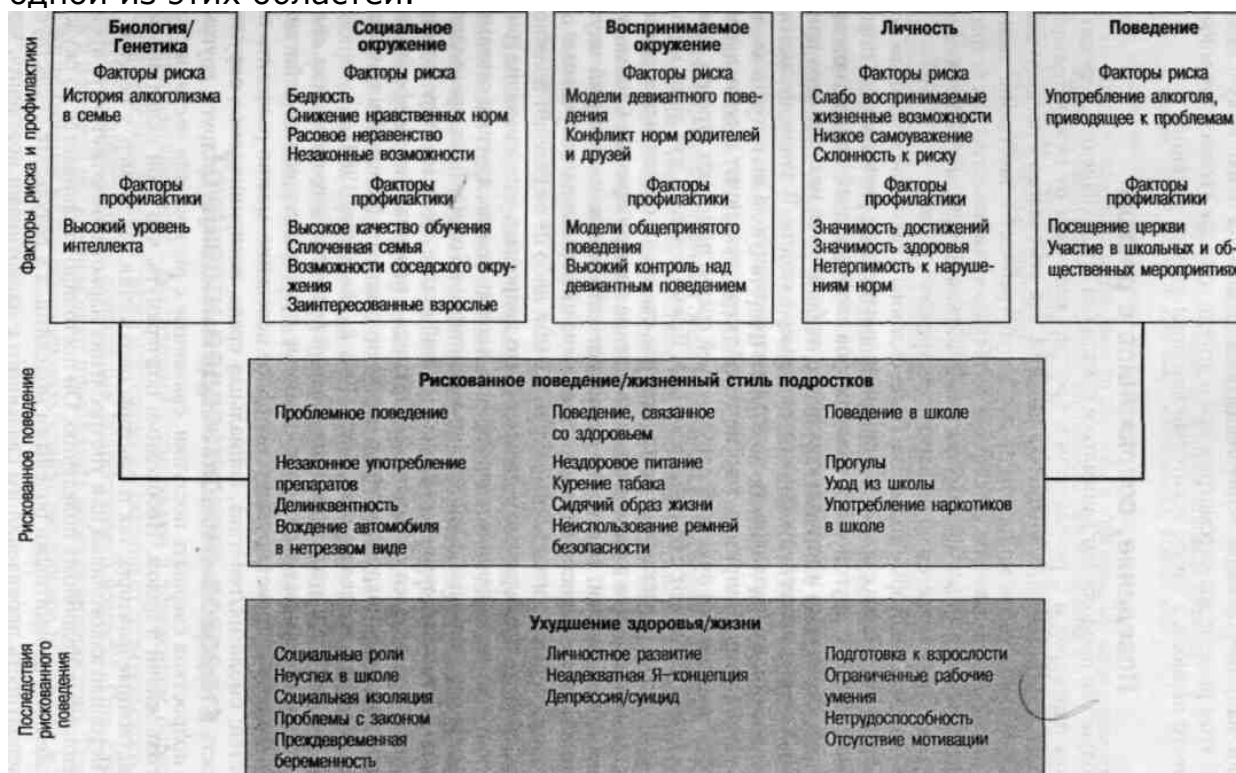 одной из этих областей.
Факторы риска и профилактики
Биология/
Генетика
Факторы риска
История алкоголизма
в семье
Факторы
профилактики
Высокий уровень
интеллекта
Социальное
окружение
Факторы риска
Бедность
Снижение нравственных норм
Расовое неравенство
Незаконные возможности
Факторы
профилактики
Высокое качество обучения
Сплоченная семья
Возможности соседского окру-
жения
Заинтересованные взрослые
Воспринимаемое
окружение
Факторы риска
Модели девиантного пове-
дения
Конфликт норм родителей
и друзей
Факторы
профилактики
Модели общепринятого
поведения
Высокий контроль над
девиантным поведением
Личность
Факторы риска
Слабо воспринимаемые
жизненные возможности
Низкое самоуважение
Склонность к риску
Факторы
профилактики
Значимость достижений
Значимость здоровья
Нетерпимость к наруше-
ниям норм
Поведение
Факторы риска
Употребление алкоголя,
приводящее к проблемам
Факторы
профилактики
Посещение церкви
Участие в школьных и об-
щественных мероприятиях
Рискованное поведение
Рискованное поведение/жизненный стиль подростков
Проблемное поведение
Незаконное употребление
препаратов
Делинквентность
Вождение автомобиля
в нетрезвом виде
Поведение, связанное
со здоровьем
Нездоровое питание
Курение табака
Сидячий образ жизни
Неиспользование ремней
безопасности
Поведение в школе
Прогулы
Уход из школы
Употребление наркотиков
в школе
Последствия
рискованного
поведения
Ухудшение здоровья/жизни
Социальные роли
Неуспех в школе
Социальная изоляция
Проблемы с законом
Преждевременная
беременность
Личностное развитие
Неадекватная Я-концепция
Депрессия/суицид
Подготовка к взрослости
Ограниченные рабочие
умения
Нетрудоспособность
Отсутствие мотивации